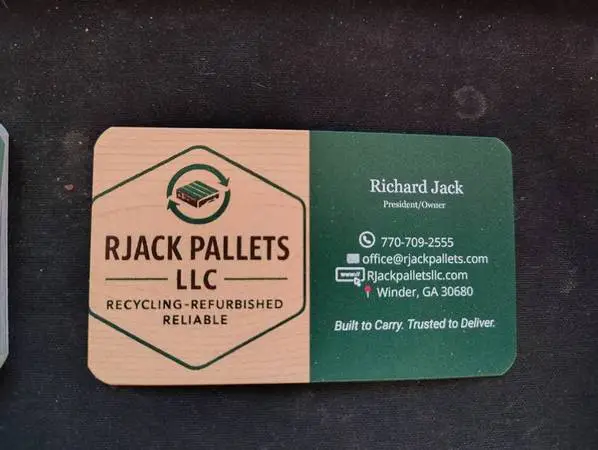 RJACK PALLETS
LLC
RECYCLING-REFURBISHED
RELIABLE
Richard Jack
President/Owner
770-709-2555
office@rjackpallets.com
www.
RJackpalletsllc.com
Winder, GA 30680
Built to Carry. Trusted to Deliver.